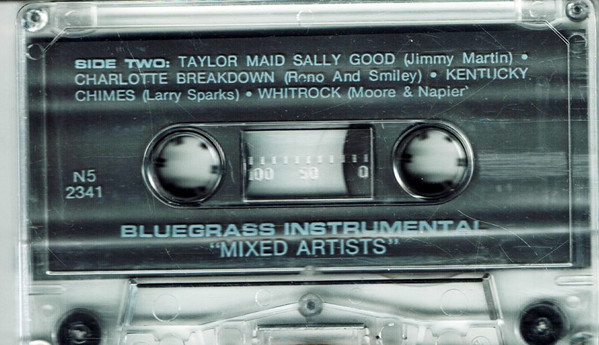 SIDE TWO: TAYLOR MAID SALLY GOOD (Jimmy Martin) •
CHARLOTTE BREAKDOWN (Reno And Smiley) • KENTUCKY
CHIMES (Larry Sparks) • WHITROCK (Moore & Napier)
100 50 0
N5
2341
BLUEGRASS INSTRUMENTAL
"MIXED ARTISTS"